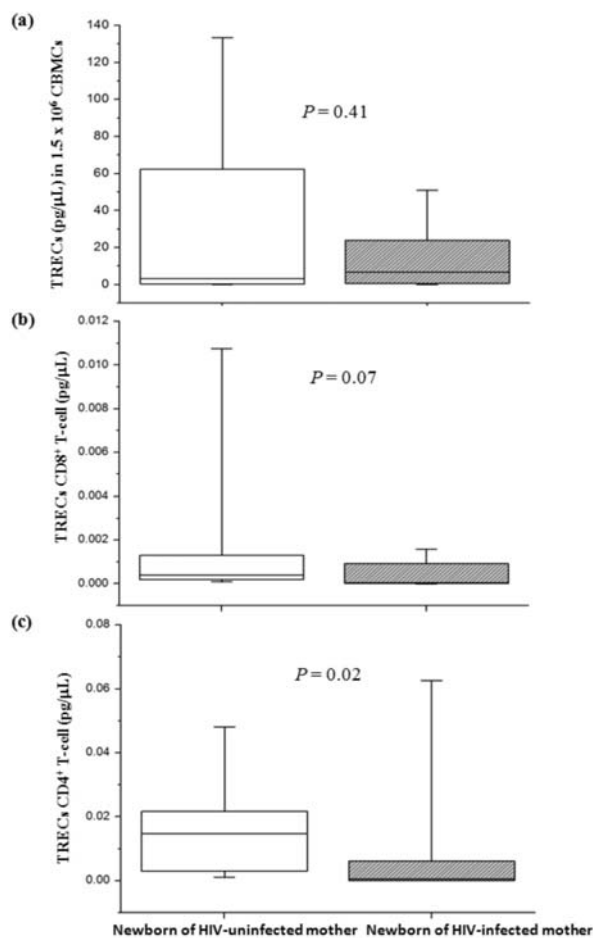 (a)
TRECs (pg/µL) in 1.5 x 10⁶ CBMCs
140
120
100
80
60
40
20
0
P = 0.41
(b)
TRECs CD8⁺ T-cell (pg/µL)
0.012
0.010
0.008
0.006
0.004
0.002
0.000
P = 0.07
(c)
TRECs CD4⁺ T-cell (pg/µL)
0.08
0.06
0.04
0.02
0.00
P = 0.02
Newborn of HIV-uninfected mother
Newborn of HIV-infected mother